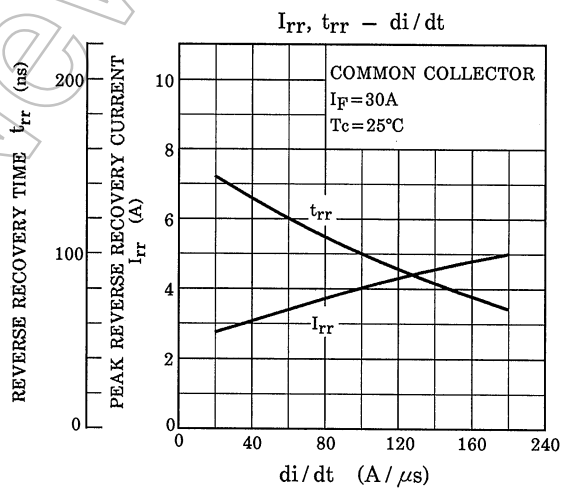 Irr, trr – di/dt
REVERSE RECOVERY TIME trr (ns)
200
100
0
PEAK REVERSE RECOVERY CURRENT
Irr (A)
10
8
6
4
2
0
COMMON COLLECTOR
IF=30A
Tc=25°C
trr
Irr
0 40 80 120 160 200 240
di/dt (A/μs)